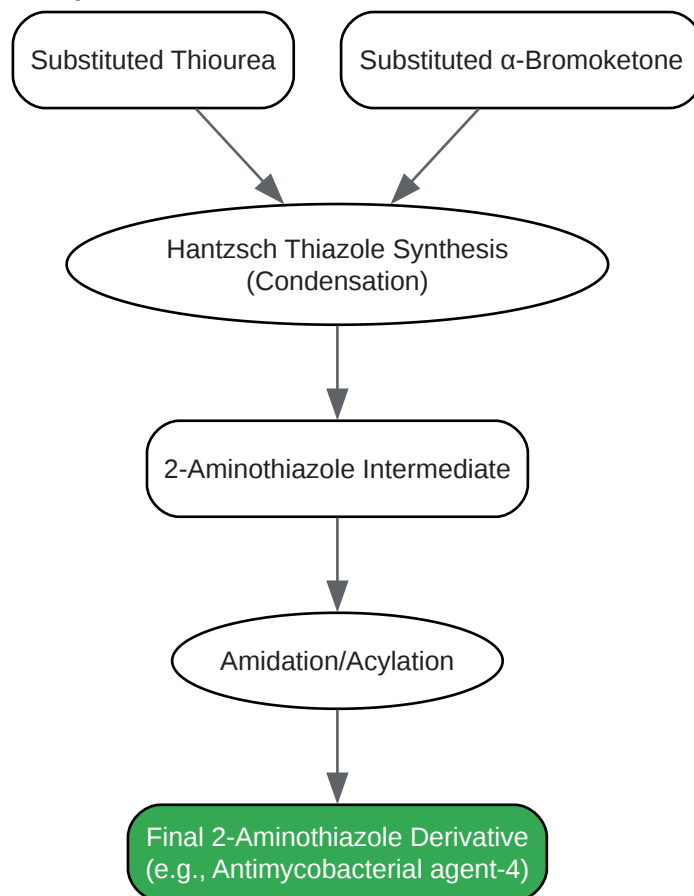 Substituted Thiourea
Substituted α-Bromoketone
Hantzsch Thiazole Synthesis
(Condensation)
2-Aminothiazole Intermediate
Amidation/Acylation
Final 2-Aminothiazole Derivative
(e.g., Antimycobacterial agent-4)